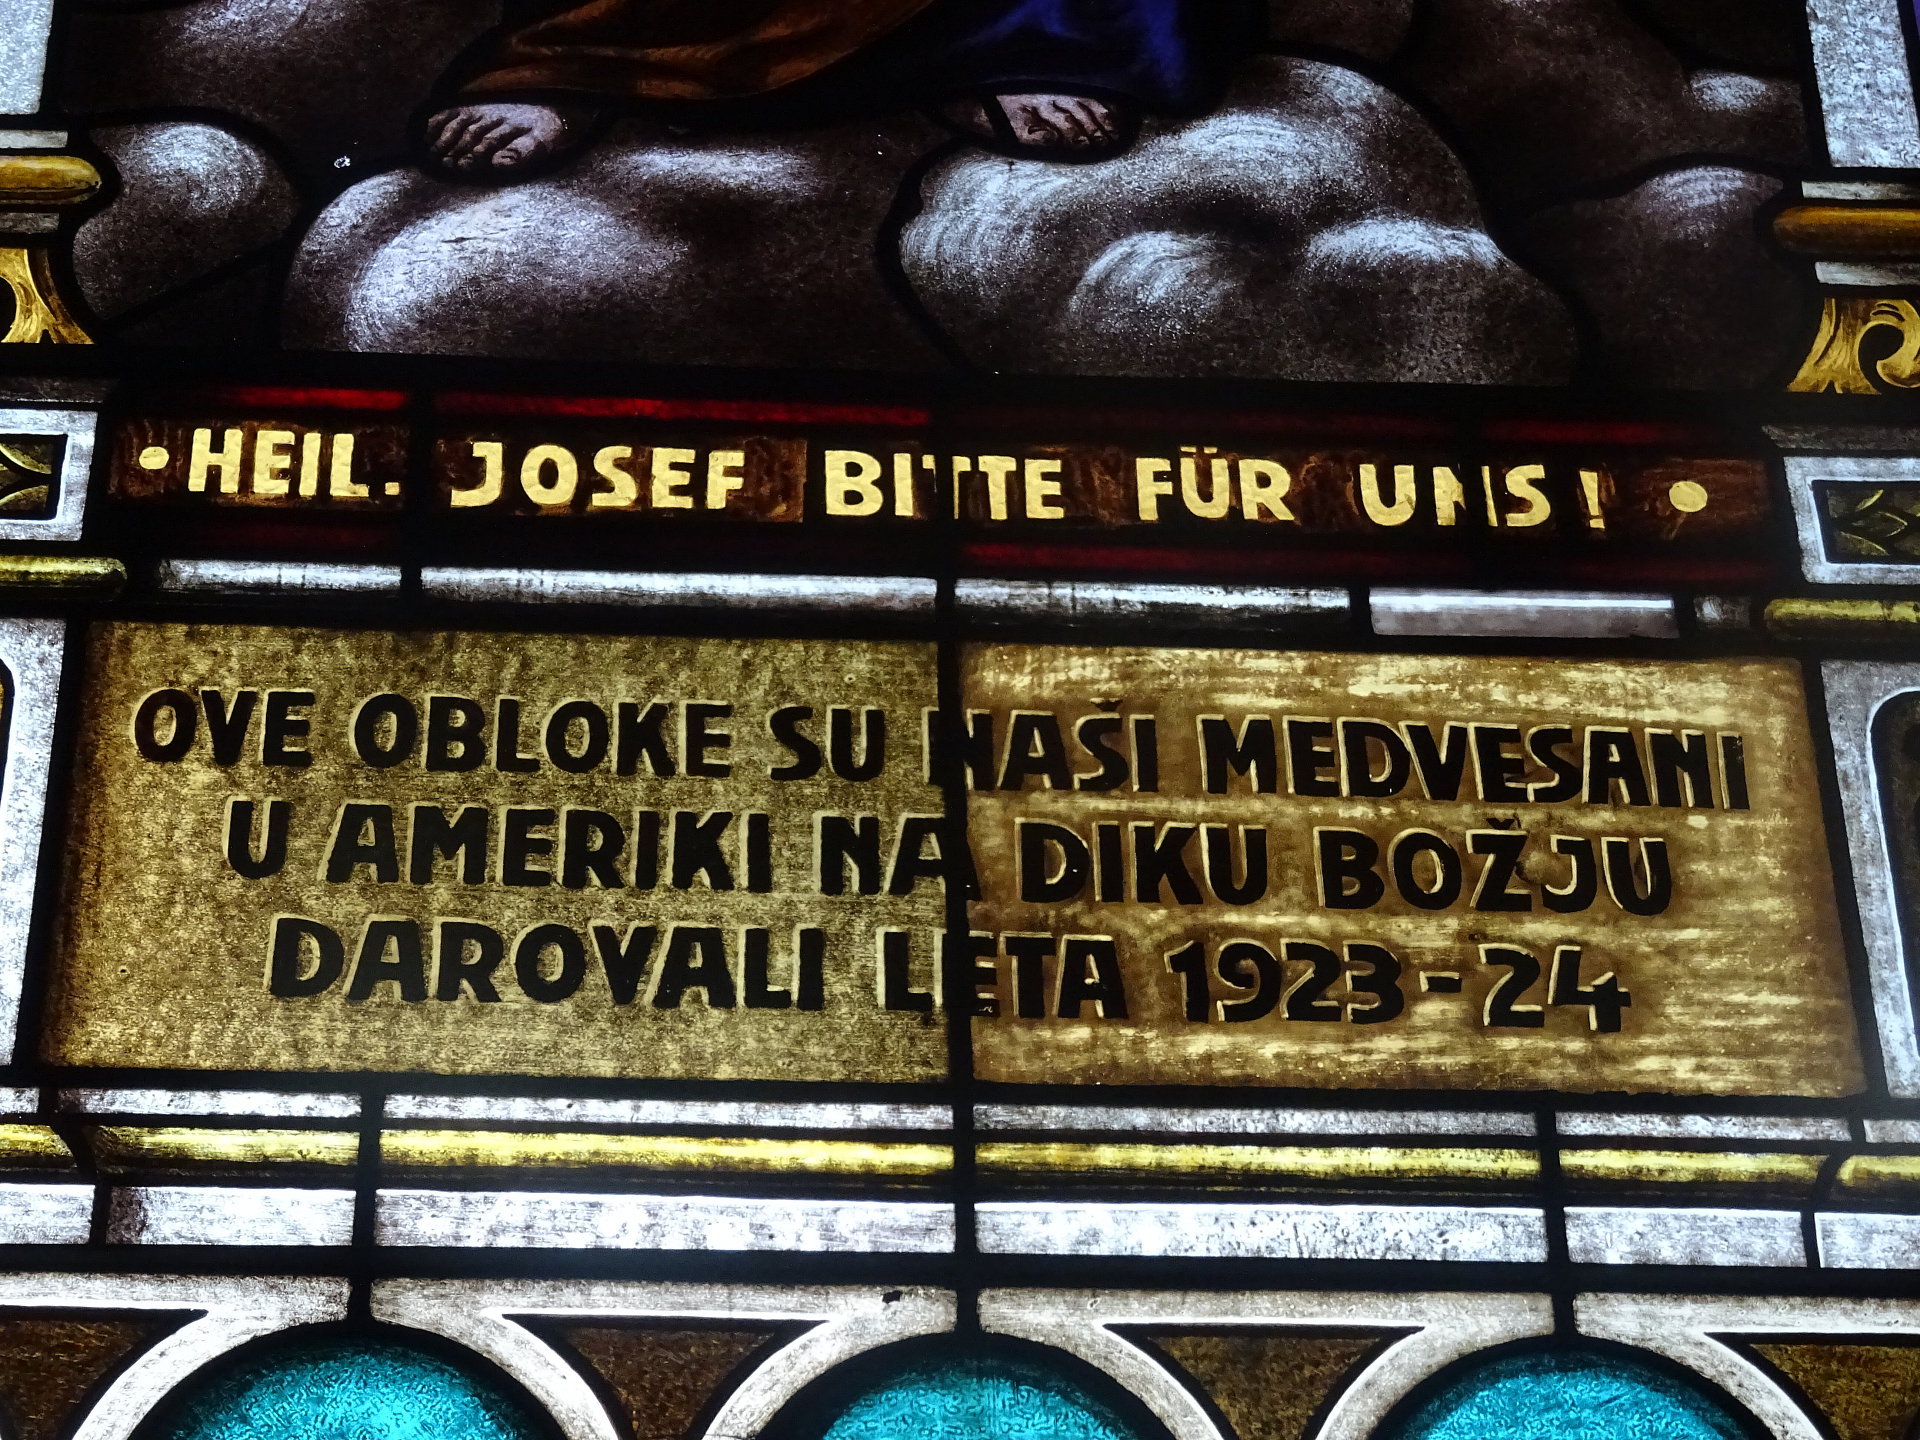 • HEIL. JOSEF BITTE FÜR UNS! •
OVE OBLOKE SU NAŠI MEDVEŠANI
U AMERIKI NA DIKU BOŽJU
DAROVALI LETA 1923-24